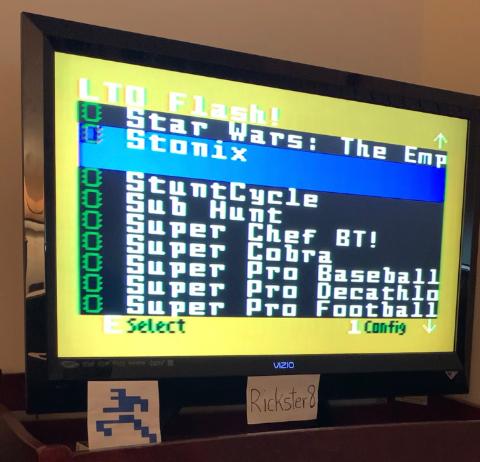 LTO Flash!
Star Wars: The Emp
Stonix
StuntCycle
Sub Hunt
Super Chef BT!
Super Cobra
Super Pro Baseball
Super Pro Decathlo
Super Pro Football
E Select
1 Config
VIZIO
Rickster8